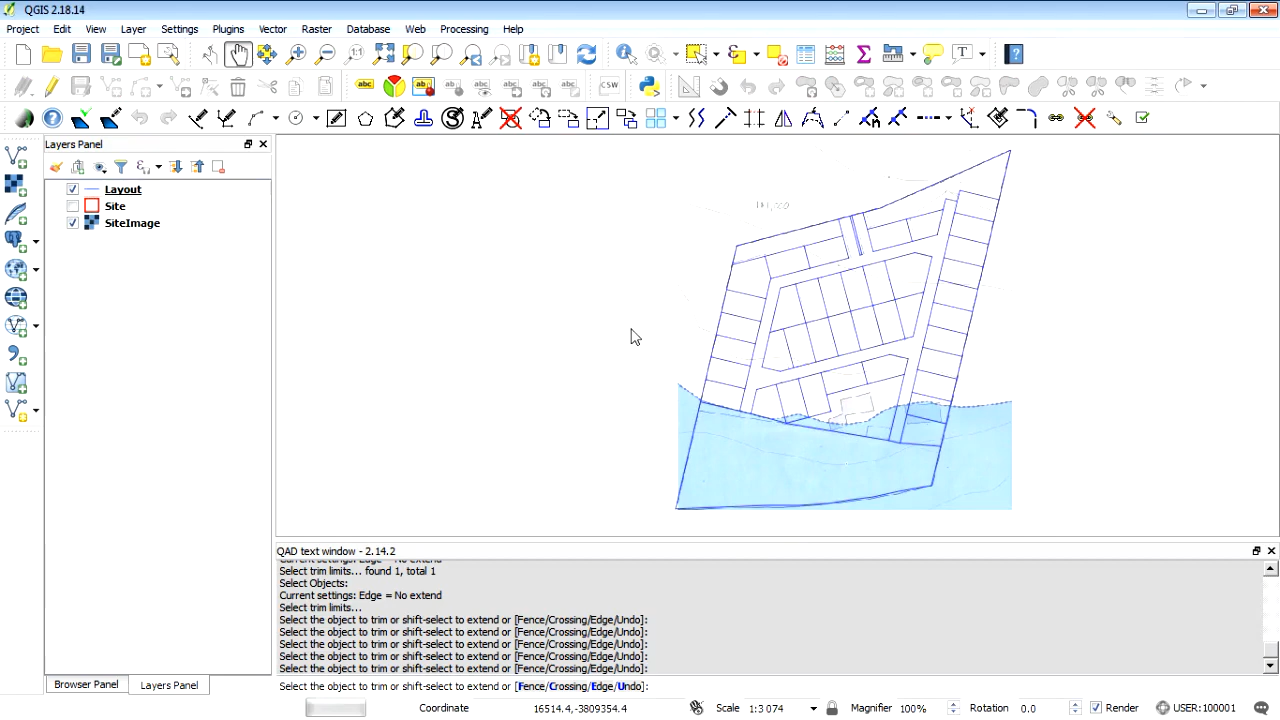 QGIS 2.18.14
Project Edit View Layer Settings Plugins Vector Raster Database Web Processing Help
abc
CSW
Layers Panel
Layout
Site
SiteImage
Browser Panel Layers Panel
QAD text window - 2.14.2
Current settings: Edge = No extend
Select trim limits... found 1, total 1
Select Objects:
Current settings: Edge = No extend
Select trim limits...
Select the object to trim or shift-select to extend or [Fence/Crossing/Edge/Undo]:
Select the object to trim or shift-select to extend or [Fence/Crossing/Edge/Undo]:
Select the object to trim or shift-select to extend or [Fence/Crossing/Edge/Undo]:
Select the object to trim or shift-select to extend or [Fence/Crossing/Edge/Undo]:
Select the object to trim or shift-select to extend or [Fence/Crossing/Edge/Undo]:
Select the object to trim or shift-select to extend or [Fence/Crossing/Edge/Undo]:
Coordinate 16514.4,-3809354.4 Scale 1:3 074 Magnifier 100% Rotation 0.0 Render USER:100001